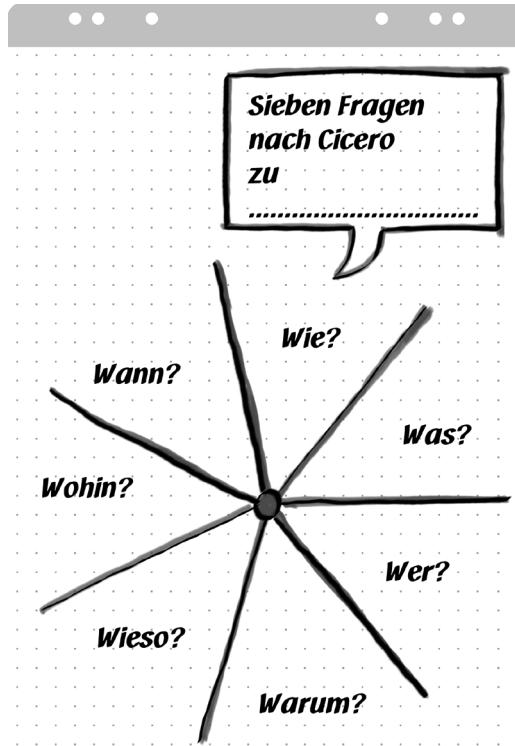 Sieben Fragen
nach Cicero
zu
................................................
Wie?
Was?
Wer?
Warum?
Wieso?
Wohin?
Wann?